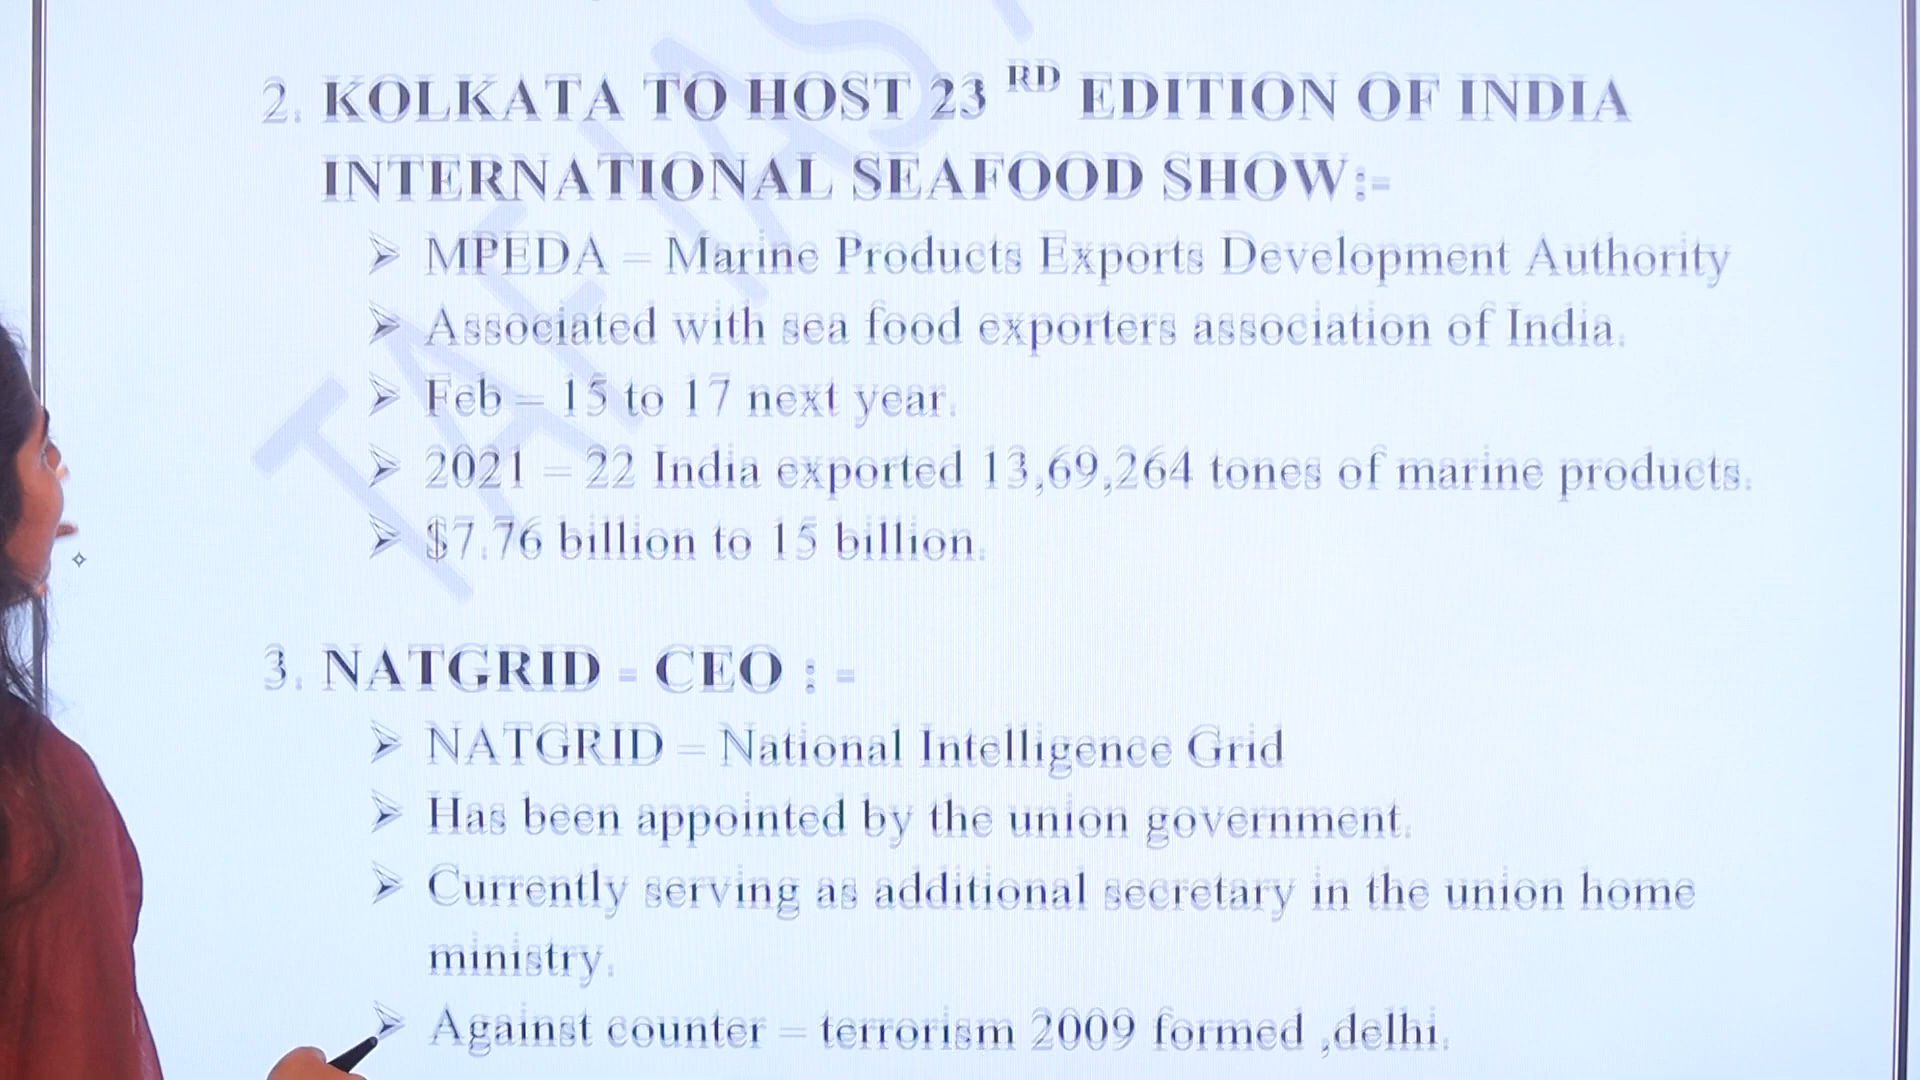 2. KOLKATA TO HOST 23 RD EDITION OF INDIA
INTERNATIONAL SEAFOOD SHOW:-
➢ MPEDA – Marine Products Exports Development Authority
➢ Associated with sea food exporters association of India.
➢ Feb – 15 to 17 next year.
➢ 2021 – 22 India exported 13,69,264 tones of marine products.
➢ $7.76 billion to 15 billion.
3. NATGRID - CEO : -
➢ NATGRID – National Intelligence Grid
➢ Has been appointed by the union government.
➢ Currently serving as additional secretary in the union home
ministry.
➢ Against counter – terrorism 2009 formed ,delhi.
TAF IAS